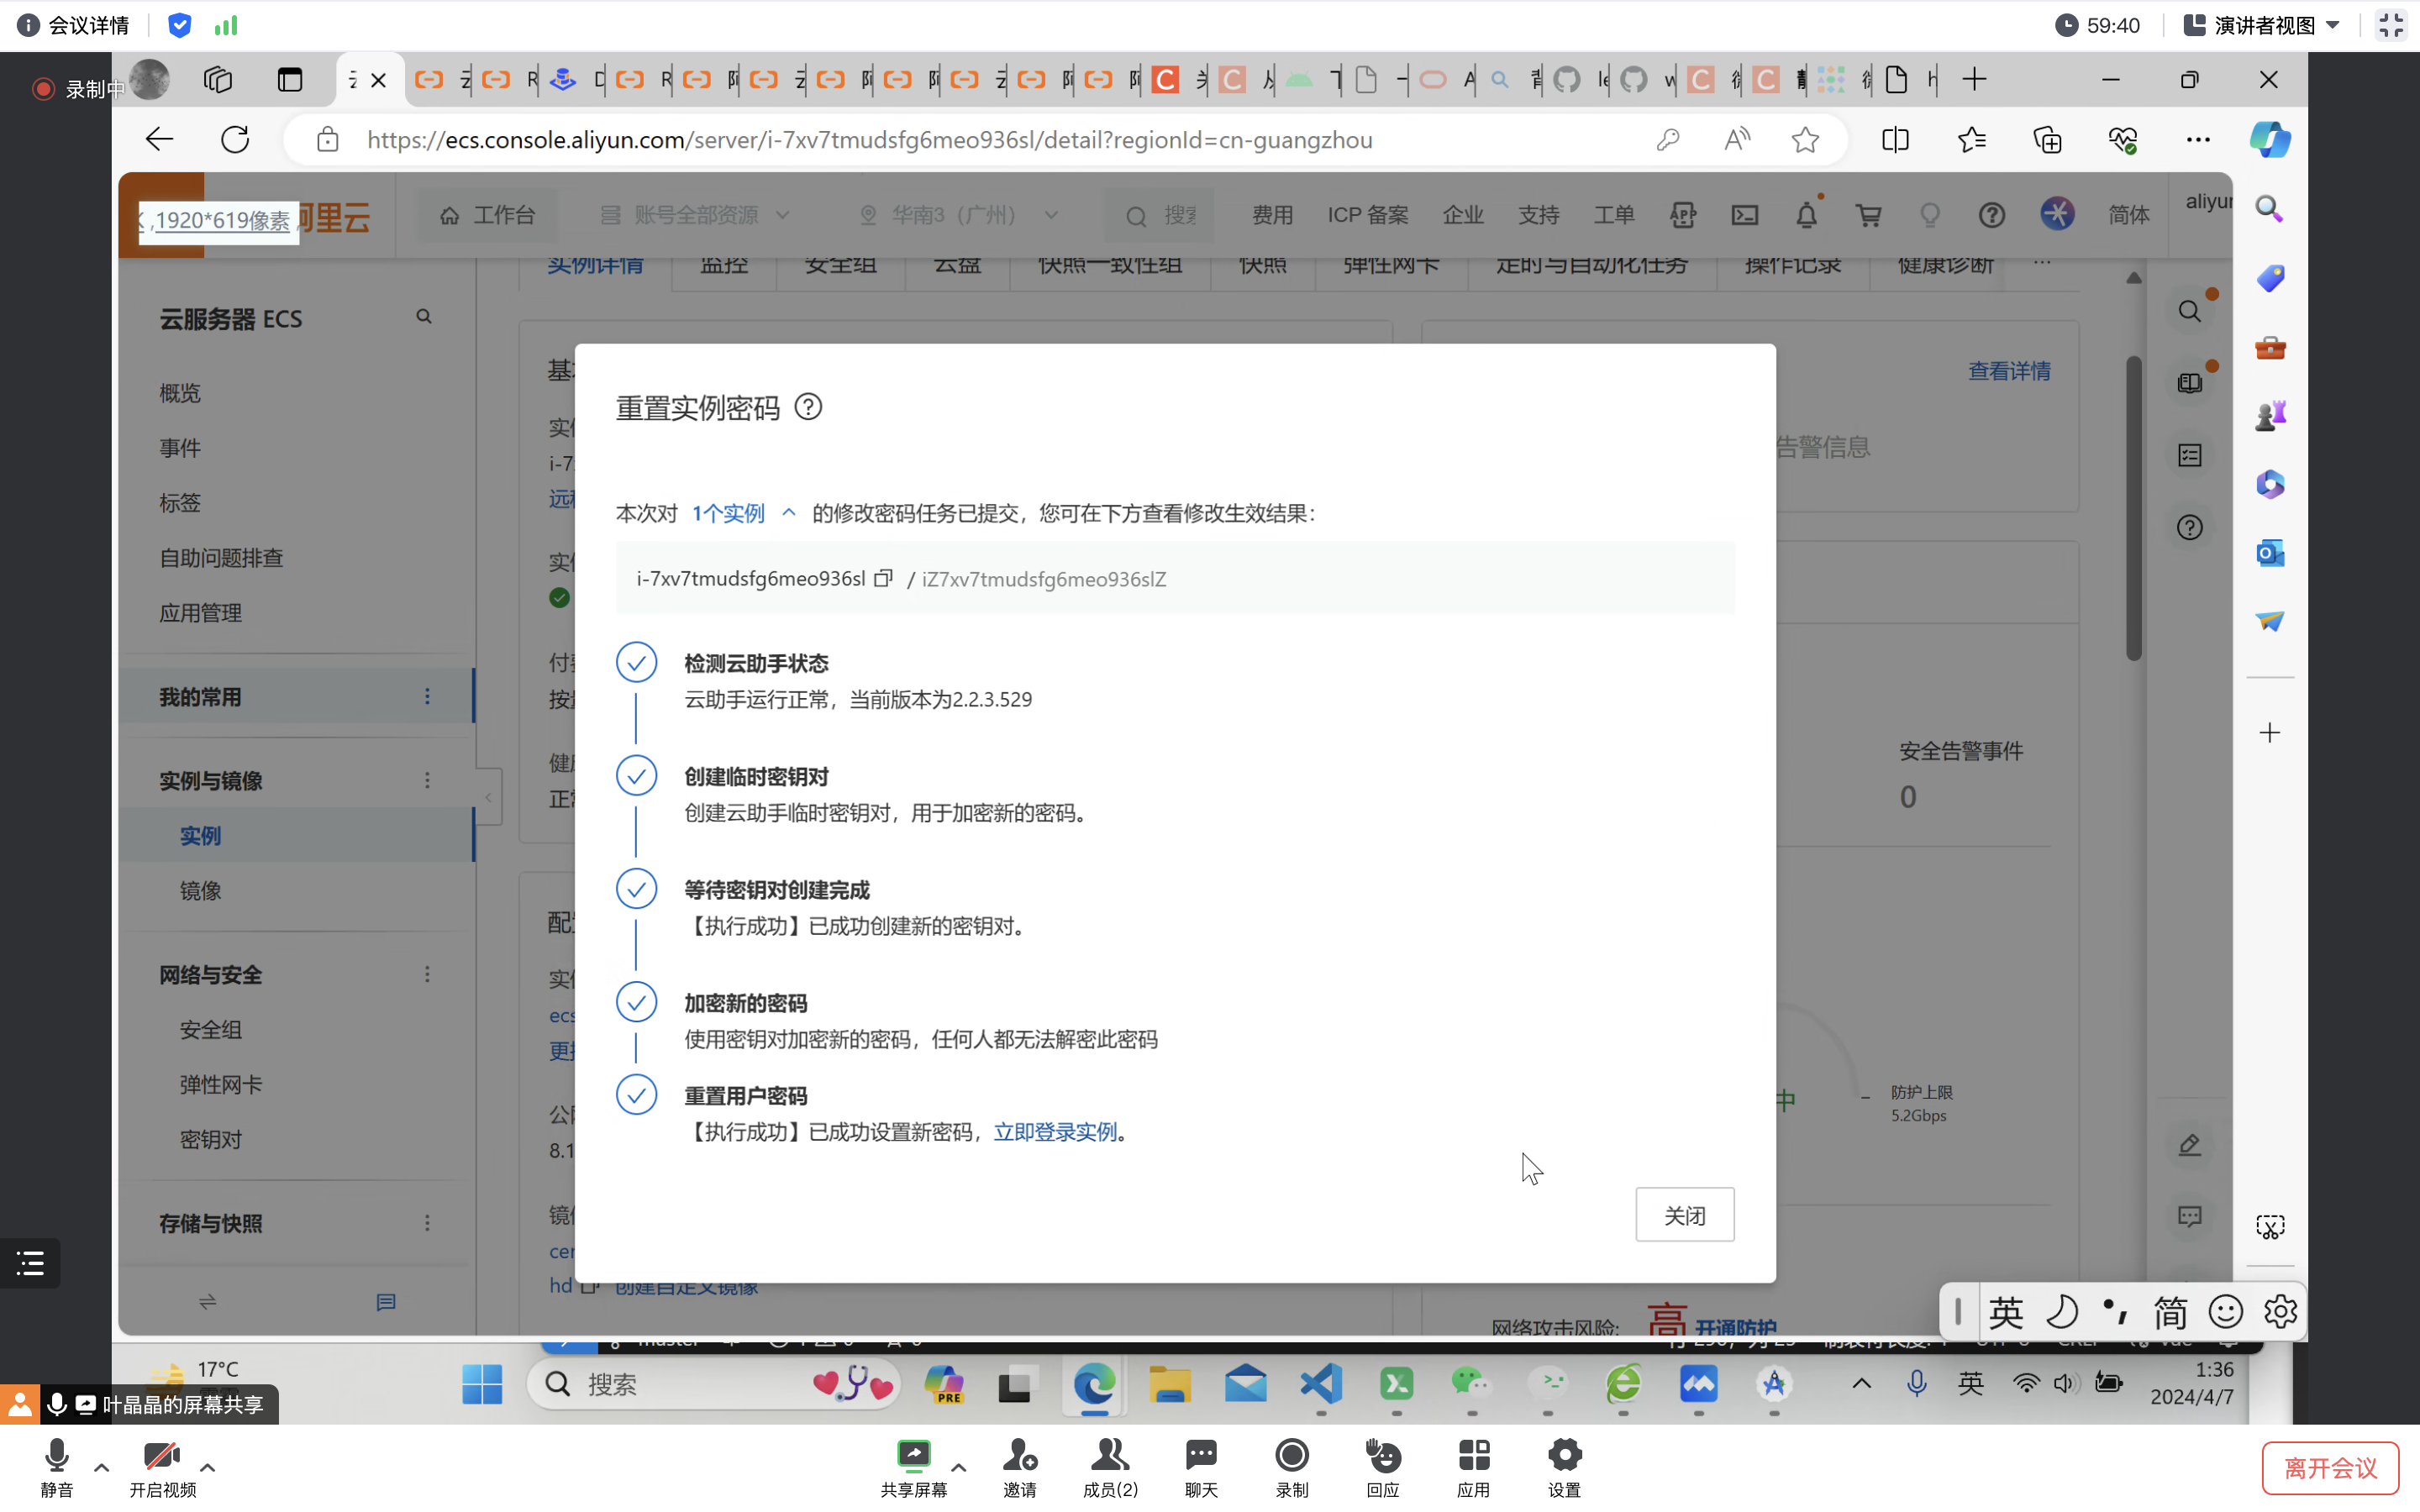 会议详情
59:40
演讲者视图
录制中
https://ecs.console.aliyun.com/server/i-7xv7tmudsfg6meo936sl/detail?regionId=cn-guangzhou
,1920*619像素
阿里云
工作台
账号全部资源
华南3（广州）
搜索
费用
ICP 备案
企业
支持
工单
APP
简体
aliyun
实例详情
监控
安全组
云盘
快照一致性组
快照
弹性网卡
定时与自动化任务
操作记录
健康诊断
...
云服务器 ECS
概览
事件
标签
自助问题排查
应用管理
我的常用
实例与镜像
实例
镜像
网络与安全
安全组
弹性网卡
密钥对
存储与快照
查看详情
告警信息
i-7
重置实例密码
本次对 1个实例 的修改密码任务已提交，您可在下方查看修改生效结果：
i-7xv7tmudsfg6meo936sl / iZ7xv7tmudsfg6meo936slZ
检测云助手状态
云助手运行正常，当前版本为2.2.3.529
创建临时密钥对
创建云助手临时密钥对，用于加密新的密码。
等待密钥对创建完成
【执行成功】已成功创建新的密钥对。
加密新的密码
使用密钥对加密新的密码，任何人都无法解密此密码
重置用户密码
【执行成功】已成功设置新密码，立即登录实例。
关闭
安全告警事件
0
防护上限
5.2Gbps
中
ecs
8.1
cen
hd 创建自定义镜像
网络攻击风险: 高 开通防护
英
简
17°C
搜索
PRE
英
1:36
2024/4/7
叶晶晶的屏幕共享
静音
开启视频
共享屏幕
邀请
成员(2)
聊天
录制
回应
应用
设置
离开会议